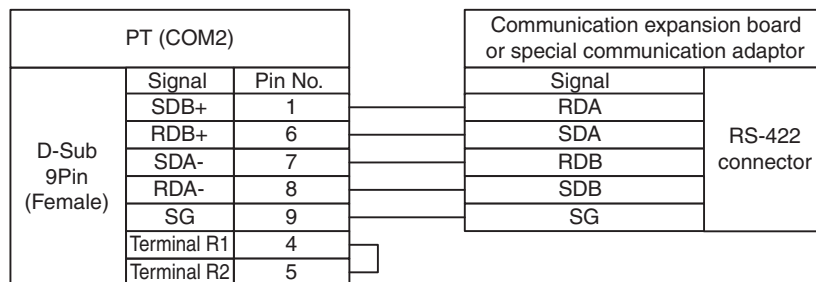 PT (COM2)
Communication expansion board
or special communication adaptor
Signal Pin No. Signal
SDB+ 1 RDA
RDB+ 6 SDA
SDA- 7 RDB
RDA- 8 SDB
SG 9 SG
Terminal R1 4
Terminal R2 5
D-Sub
9Pin
(Female)
RS-422
connector